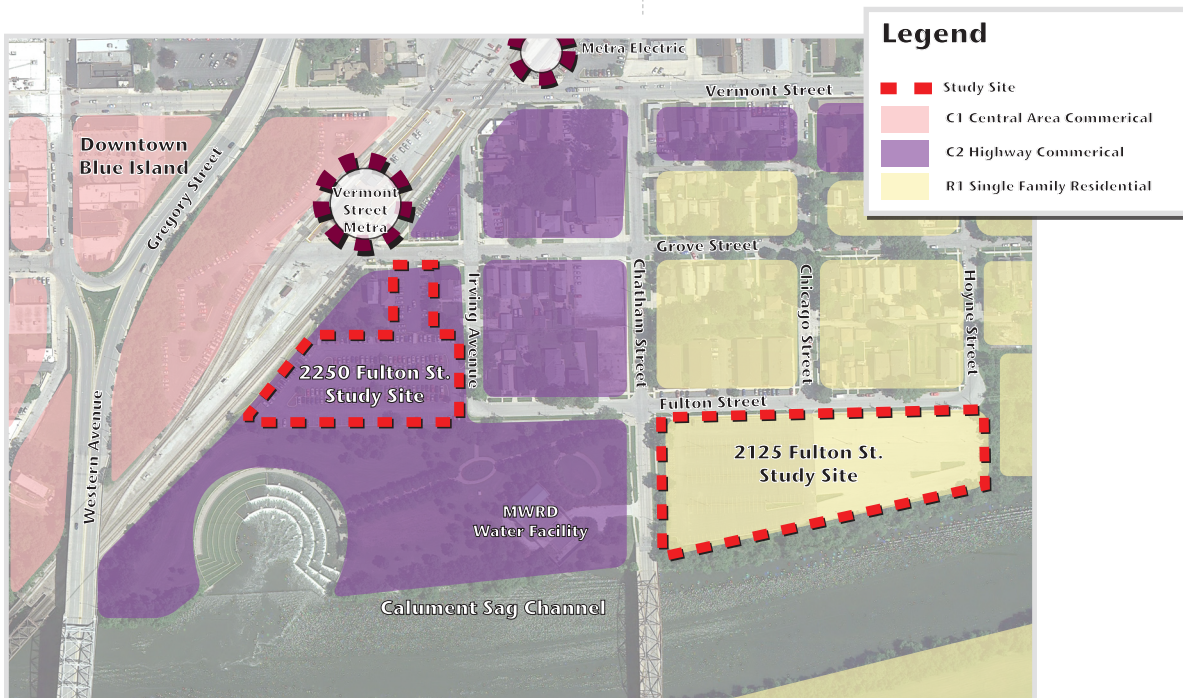 Legend
Study Site
C1 Central Area Commerical
C2 Highway Commerical
R1 Single Family Residential
Metra Electric
Vermont Street
Downtown
Blue Island
Gregory Street
Vermont
Street
Metra
Grove Street
Irving Avenue
Chatham Street
Chicago Street
Hoyne Street
2250 Fulton St.
Study Site
Fulton Street
Western Avenue
2125 Fulton St.
Study Site
MWRD
Water Facility
Calument Sag Channel